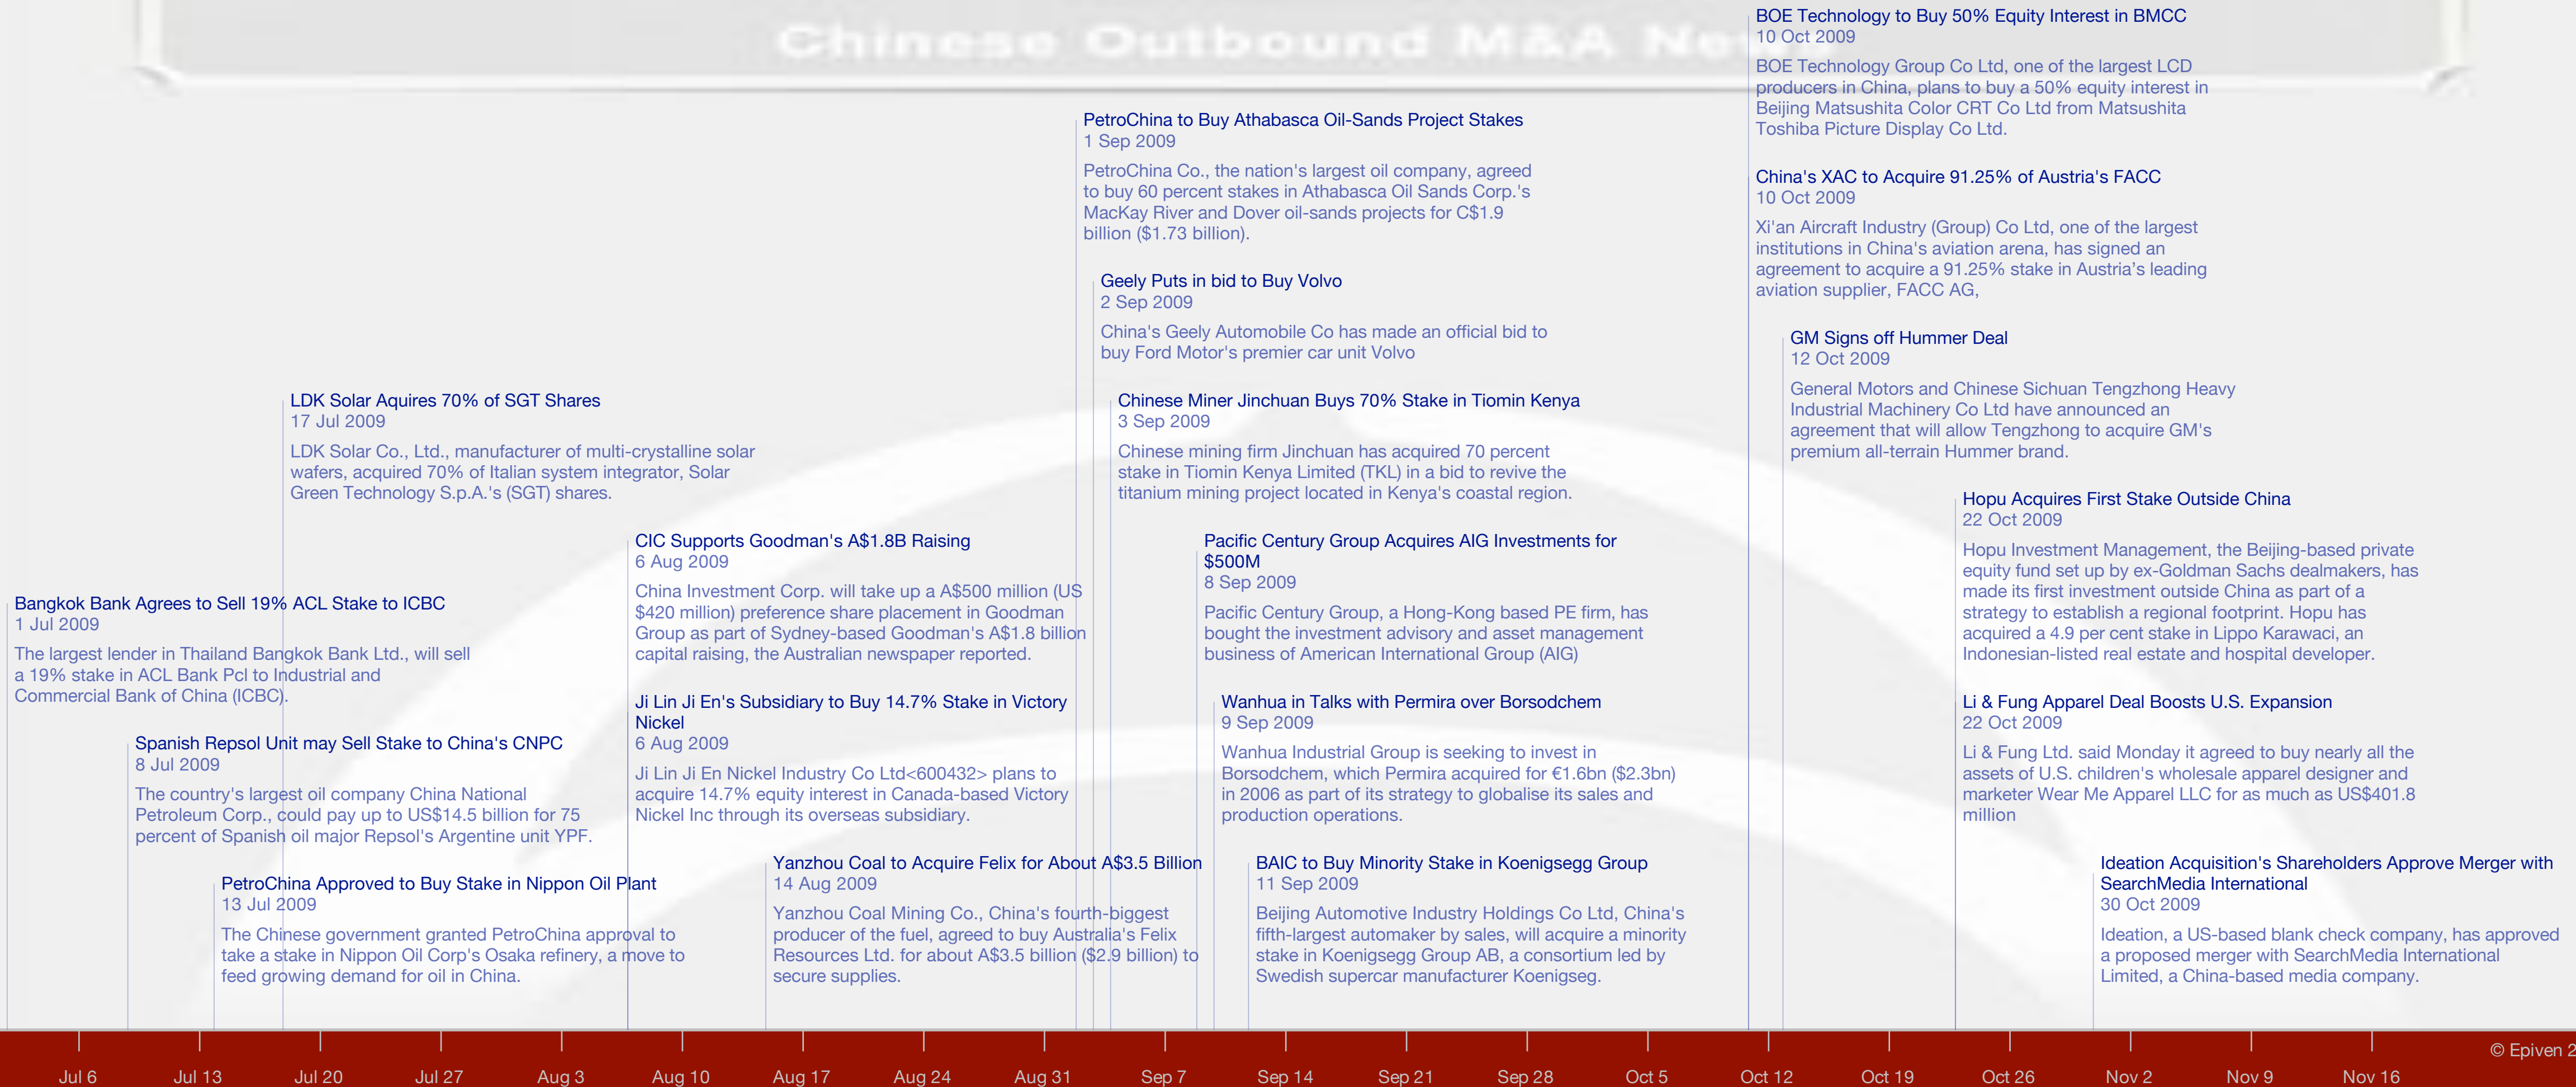 Chinese Outbound M&A News
BOE Technology to Buy 50% Equity Interest in BMCC
10 Oct 2009
BOE Technology Group Co Ltd, one of the largest LCD
producers in China, plans to buy a 50% equity interest in
Beijing Matsushita Color CRT Co Ltd from Matsushita
Toshiba Picture Display Co Ltd.
PetroChina to Buy Athabasca Oil-Sands Project Stakes
1 Sep 2009
PetroChina Co., the nation's largest oil company, agreed
to buy 60 percent stakes in Athabasca Oil Sands Corp.'s
MacKay River and Dover oil-sands projects for C$1.9
billion ($1.73 billion).
China's XAC to Acquire 91.25% of Austria's FACC
10 Oct 2009
Xi'an Aircraft Industry (Group) Co Ltd, one of the largest
institutions in China's aviation arena, has signed an
agreement to acquire a 91.25% stake in Austria’s leading
aviation supplier, FACC AG,
Geely Puts in bid to Buy Volvo
2 Sep 2009
China's Geely Automobile Co has made an official bid to
buy Ford Motor's premier car unit Volvo
GM Signs off Hummer Deal
12 Oct 2009
General Motors and Chinese Sichuan Tengzhong Heavy
Industrial Machinery Co Ltd have announced an
agreement that will allow Tengzhong to acquire GM's
premium all-terrain Hummer brand.
LDK Solar Aquires 70% of SGT Shares
17 Jul 2009
LDK Solar Co., Ltd., manufacturer of multi-crystalline solar
wafers, acquired 70% of Italian system integrator, Solar
Green Technology S.p.A.'s (SGT) shares.
Chinese Miner Jinchuan Buys 70% Stake in Tiomin Kenya
3 Sep 2009
Chinese mining firm Jinchuan has acquired 70 percent
stake in Tiomin Kenya Limited (TKL) in a bid to revive the
titanium mining project located in Kenya's coastal region.
Hopu Acquires First Stake Outside China
22 Oct 2009
Hopu Investment Management, the Beijing-based private
equity fund set up by ex-Goldman Sachs dealmakers, has
made its first investment outside China as part of a
strategy to establish a regional footprint. Hopu has
acquired a 4.9 per cent stake in Lippo Karawaci, an
Indonesian-listed real estate and hospital developer.
CIC Supports Goodman's A$1.8B Raising
6 Aug 2009
China Investment Corp. will take up a A$500 million (US
$420 million) preference share placement in Goodman
Group as part of Sydney-based Goodman's A$1.8 billion
capital raising, the Australian newspaper reported.
Pacific Century Group Acquires AIG Investments for
$500M
8 Sep 2009
Pacific Century Group, a Hong-Kong based PE firm, has
bought the investment advisory and asset management
business of American International Group (AIG)
Bangkok Bank Agrees to Sell 19% ACL Stake to ICBC
1 Jul 2009
The largest lender in Thailand Bangkok Bank Ltd., will sell
a 19% stake in ACL Bank Pcl to Industrial and
Commercial Bank of China (ICBC).
Ji Lin Ji En's Subsidiary to Buy 14.7% Stake in Victory
Nickel
6 Aug 2009
Ji Lin Ji En Nickel Industry Co Ltd<600432> plans to
acquire 14.7% equity interest in Canada-based Victory
Nickel Inc through its overseas subsidiary.
Wanhua in Talks with Permira over Borsodchem
9 Sep 2009
Wanhua Industrial Group is seeking to invest in
Borsodchem, which Permira acquired for €1.6bn ($2.3bn)
in 2006 as part of its strategy to globalise its sales and
production operations.
Li & Fung Apparel Deal Boosts U.S. Expansion
22 Oct 2009
Li & Fung Ltd. said Monday it agreed to buy nearly all the
assets of U.S. children's wholesale apparel designer and
marketer Wear Me Apparel LLC for as much as US$401.8
million
Spanish Repsol Unit may Sell Stake to China's CNPC
8 Jul 2009
The country's largest oil company China National
Petroleum Corp., could pay up to US$14.5 billion for 75
percent of Spanish oil major Repsol's Argentine unit YPF.
Yanzhou Coal to Acquire Felix for About A$3.5 Billion
14 Aug 2009
Yanzhou Coal Mining Co., China's fourth-biggest
producer of the fuel, agreed to buy Australia's Felix
Resources Ltd. for about A$3.5 billion ($2.9 billion) to
secure supplies.
BAIC to Buy Minority Stake in Koenigsegg Group
11 Sep 2009
Beijing Automotive Industry Holdings Co Ltd, China's
fifth-largest automaker by sales, will acquire a minority
stake in Koenigsegg Group AB, a consortium led by
Swedish supercar manufacturer Koenigseg.
Ideation Acquisition's Shareholders Approve Merger with
SearchMedia International
30 Oct 2009
Ideation, a US-based blank check company, has approved
a proposed merger with SearchMedia International
Limited, a China-based media company.
PetroChina Approved to Buy Stake in Nippon Oil Plant
13 Jul 2009
The Chinese government granted PetroChina approval to
take a stake in Nippon Oil Corp's Osaka refinery, a move to
feed growing demand for oil in China.
© Epiven 2
Jul 6 Jul 13 Jul 20 Jul 27 Aug 3 Aug 10 Aug 17 Aug 24 Aug 31 Sep 7 Sep 14 Sep 21 Sep 28 Oct 5 Oct 12 Oct 19 Oct 26 Nov 2 Nov 9 Nov 16